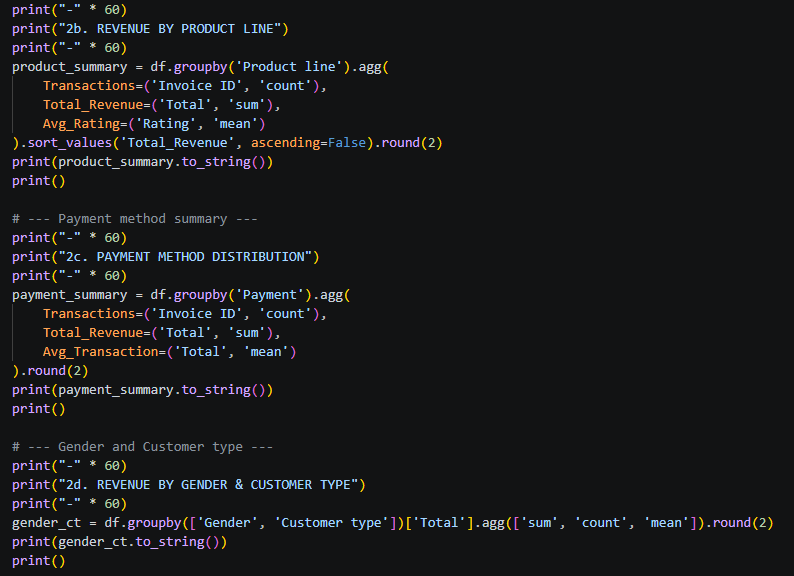 print("-" * 60)
print("2b. REVENUE BY PRODUCT LINE")
print("-" * 60)
product_summary = df.groupby('Product line').agg(
    Transactions=('Invoice ID', 'count'),
    Total_Revenue=('Total', 'sum'),
    Avg_Rating=('Rating', 'mean')
).sort_values('Total_Revenue', ascending=False).round(2)
print(product_summary.to_string())
print()

# --- Payment method summary ---
print("-" * 60)
print("2c. PAYMENT METHOD DISTRIBUTION")
print("-" * 60)
payment_summary = df.groupby('Payment').agg(
    Transactions=('Invoice ID', 'count'),
    Total_Revenue=('Total', 'sum'),
    Avg_Transaction=('Total', 'mean')
).round(2)
print(payment_summary.to_string())
print()

# --- Gender and Customer type ---
print("-" * 60)
print("2d. REVENUE BY GENDER & CUSTOMER TYPE")
print("-" * 60)
gender_ct = df.groupby(['Gender', 'Customer type'])['Total'].agg(['sum', 'count', 'mean']).round(2)
print(gender_ct.to_string())
print()